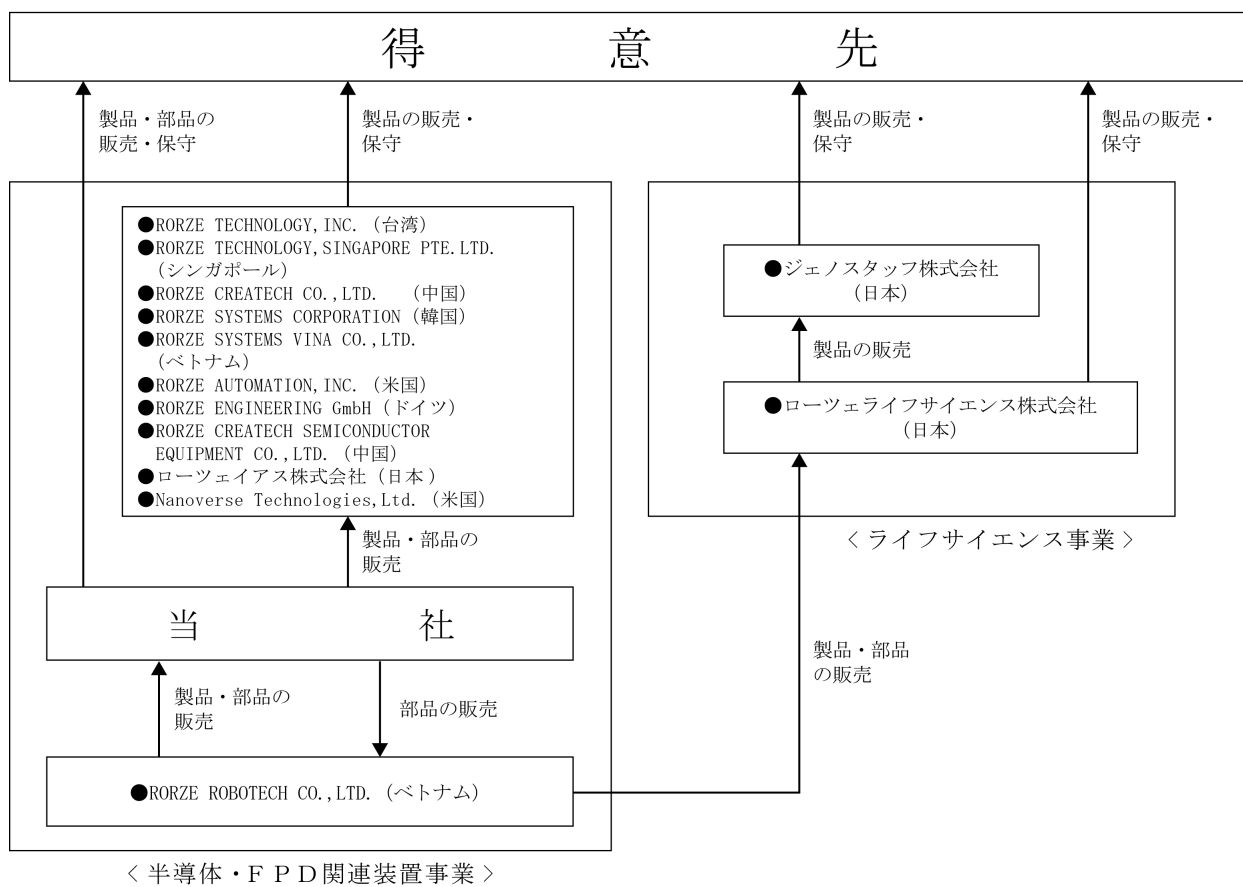 得意先
製品・部品の
販売・保守
製品の販売・
保守
製品の販売・
保守
製品の販売・
保守
●RORZE TECHNOLOGY,INC.（台湾）
●RORZE TECHNOLOGY,SINGAPORE PTE.LTD.
（シンガポール）
●RORZE CREATECH CO.,LTD.　（中国）
●RORZE SYSTEMS CORPORATION（韓国）
●RORZE SYSTEMS VINA CO.,LTD.
（ベトナム）
●RORZE AUTOMATION,INC.（米国）
●RORZE ENGINEERING GmbH（ドイツ）
●RORZE CREATECH SEMICONDUCTOR
EQUIPMENT CO.,LTD.（中国）
●ローツェイアス株式会社（日本）
●Nanoverse Technologies,Ltd.（米国）
製品・部品の
販売
当社
製品・部品の
販売
部品の販売
●RORZE ROBOTECH CO.,LTD.（ベトナム）
＜半導体・ＦＰＤ関連装置事業＞
●ジェノスタッフ株式会社
（日本）
製品の販売
●ローツェライフサイエンス株式会社
（日本）
＜ライフサイエンス事業＞
製品・部品
の販売